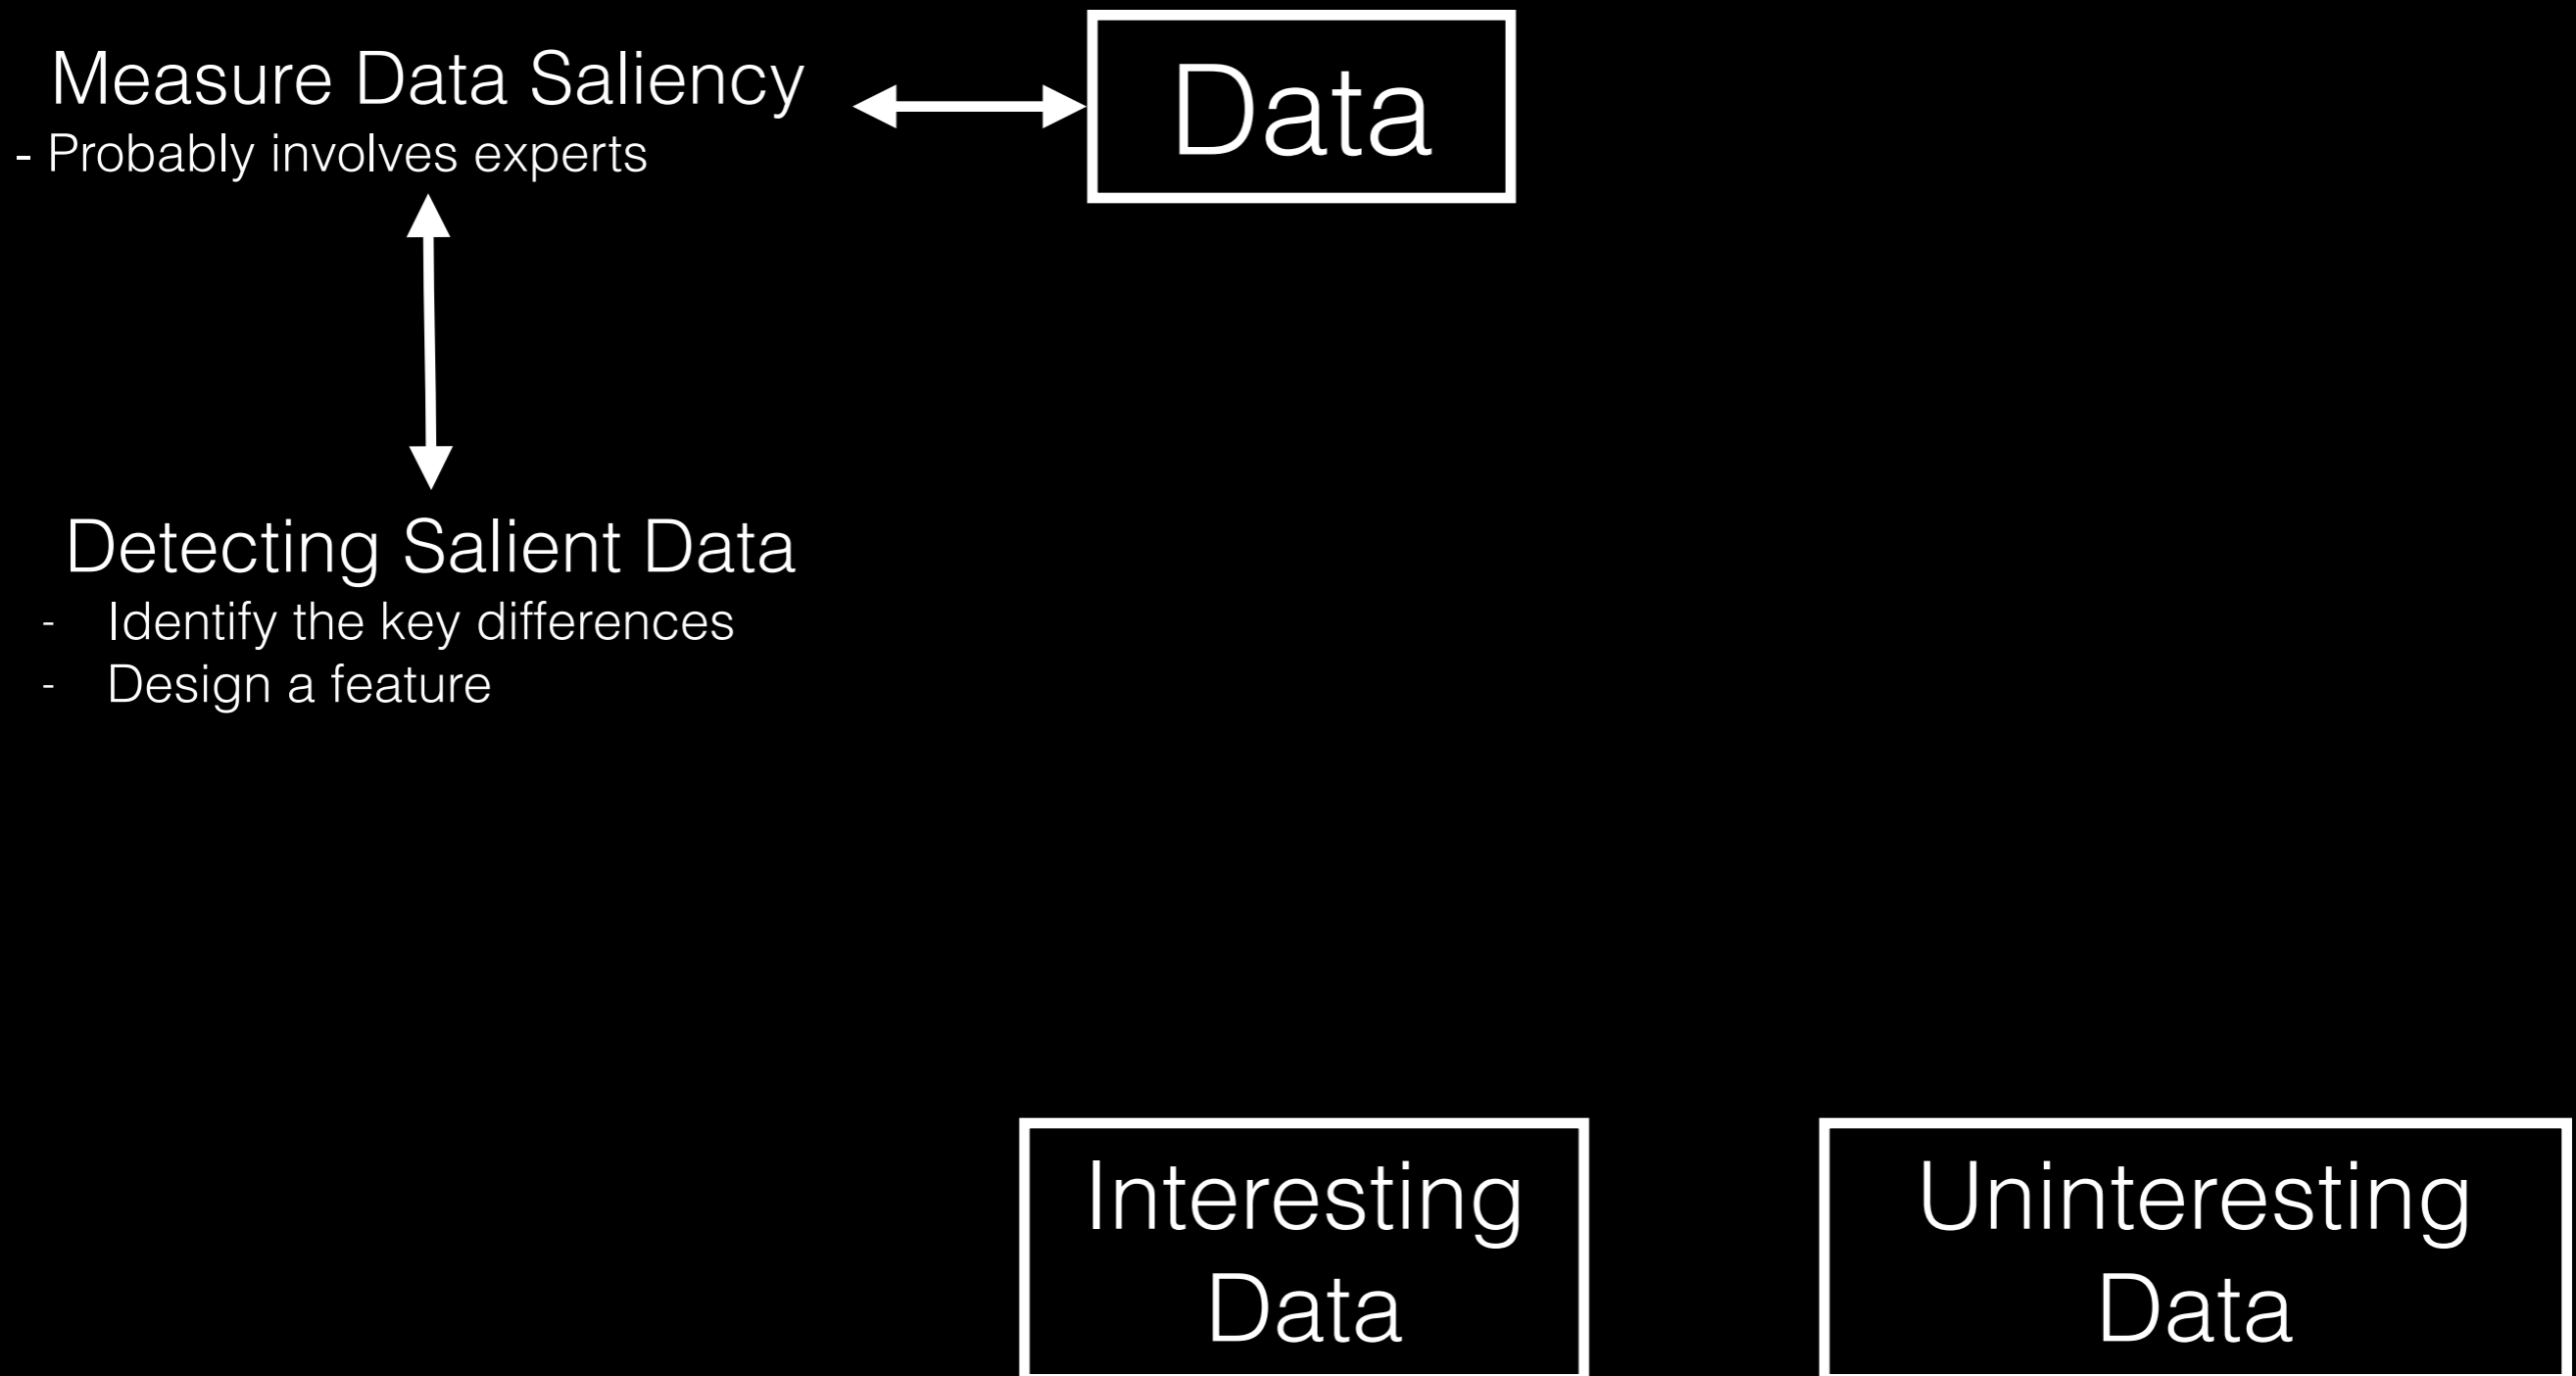 Measure Data Saliency
- Probably involves experts
Data
Detecting Salient Data
- Identify the key differences
- Design a feature
Interesting
Data
Uninteresting
Data